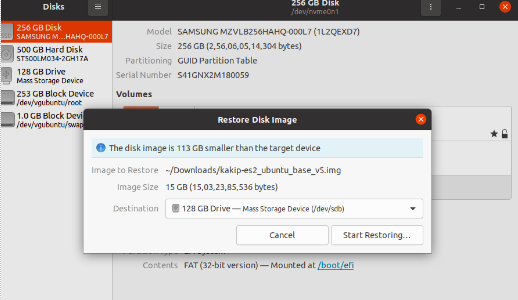 Disks
256 GB Disk
/dev/nvme0n1
256 GB Disk
SAMSUNG M...HAHQ-000L7
500 GB Hard Disk
ST500LM034-2GH17A
128 GB Drive
Mass Storage Device
253 GB Block Device
/dev/vgubuntu/root
1.0 GB Block Devi
/dev/vgubuntu/swap
Model SAMSUNG MZVLB256HAHQ-000L7 (1L2QEXD7)
Size 256 GB (2,56,06,05,14,304 bytes)
Partitioning GUID Partition Table
Serial Number S41GNX2M180059
Volumes
Restore Disk Image
The disk image is 113 GB smaller than the target device
Image to Restore ~/Downloads/kakip-es2_ubuntu_base_v5.img
Image Size 15 GB (15,03,23,85,536 bytes)
Destination 128 GB Drive — Mass Storage Device (/dev/sdb)
Cancel Start Restoring...
Contents FAT (32-bit version) — Mounted at /boot/efi